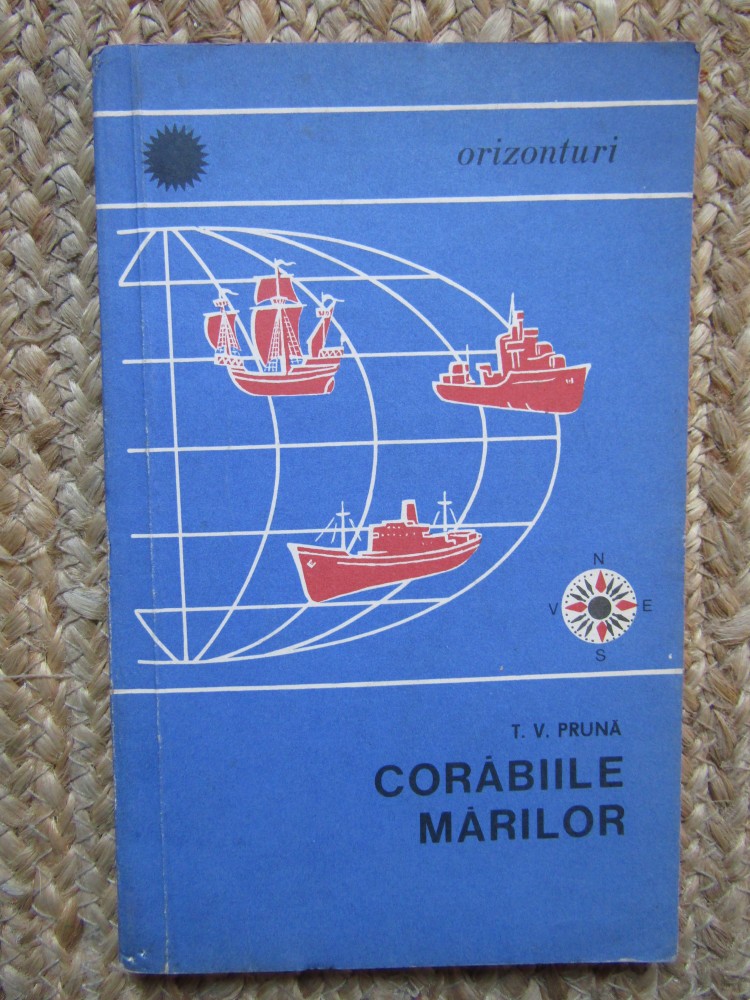 orizonturi
N
V E
S
T. V. PRUNĂ
CORĂBIILE
MĂRILOR